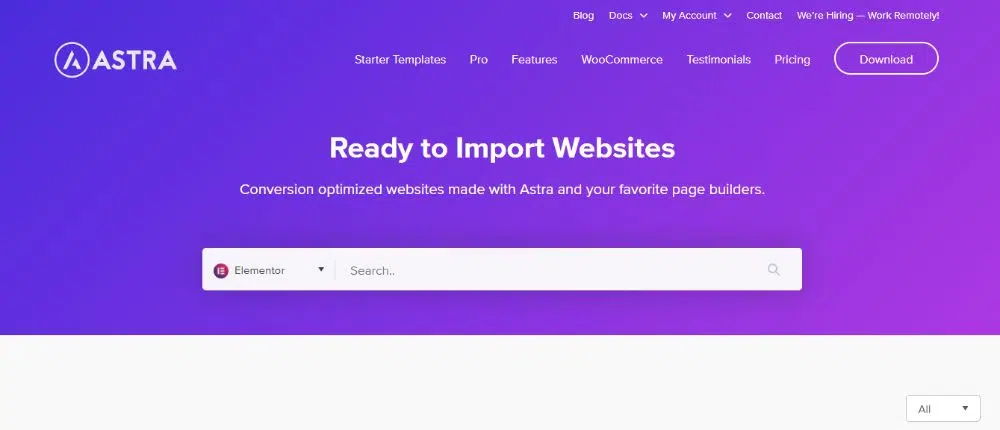 Blog Docs My Account Contact We're Hiring — Work Remotely!
ASTRA
Starter Templates Pro Features WooCommerce Testimonials Pricing Download
Ready to Import Websites
Conversion optimized websites made with Astra and your favorite page builders.
Elementor Search..
All